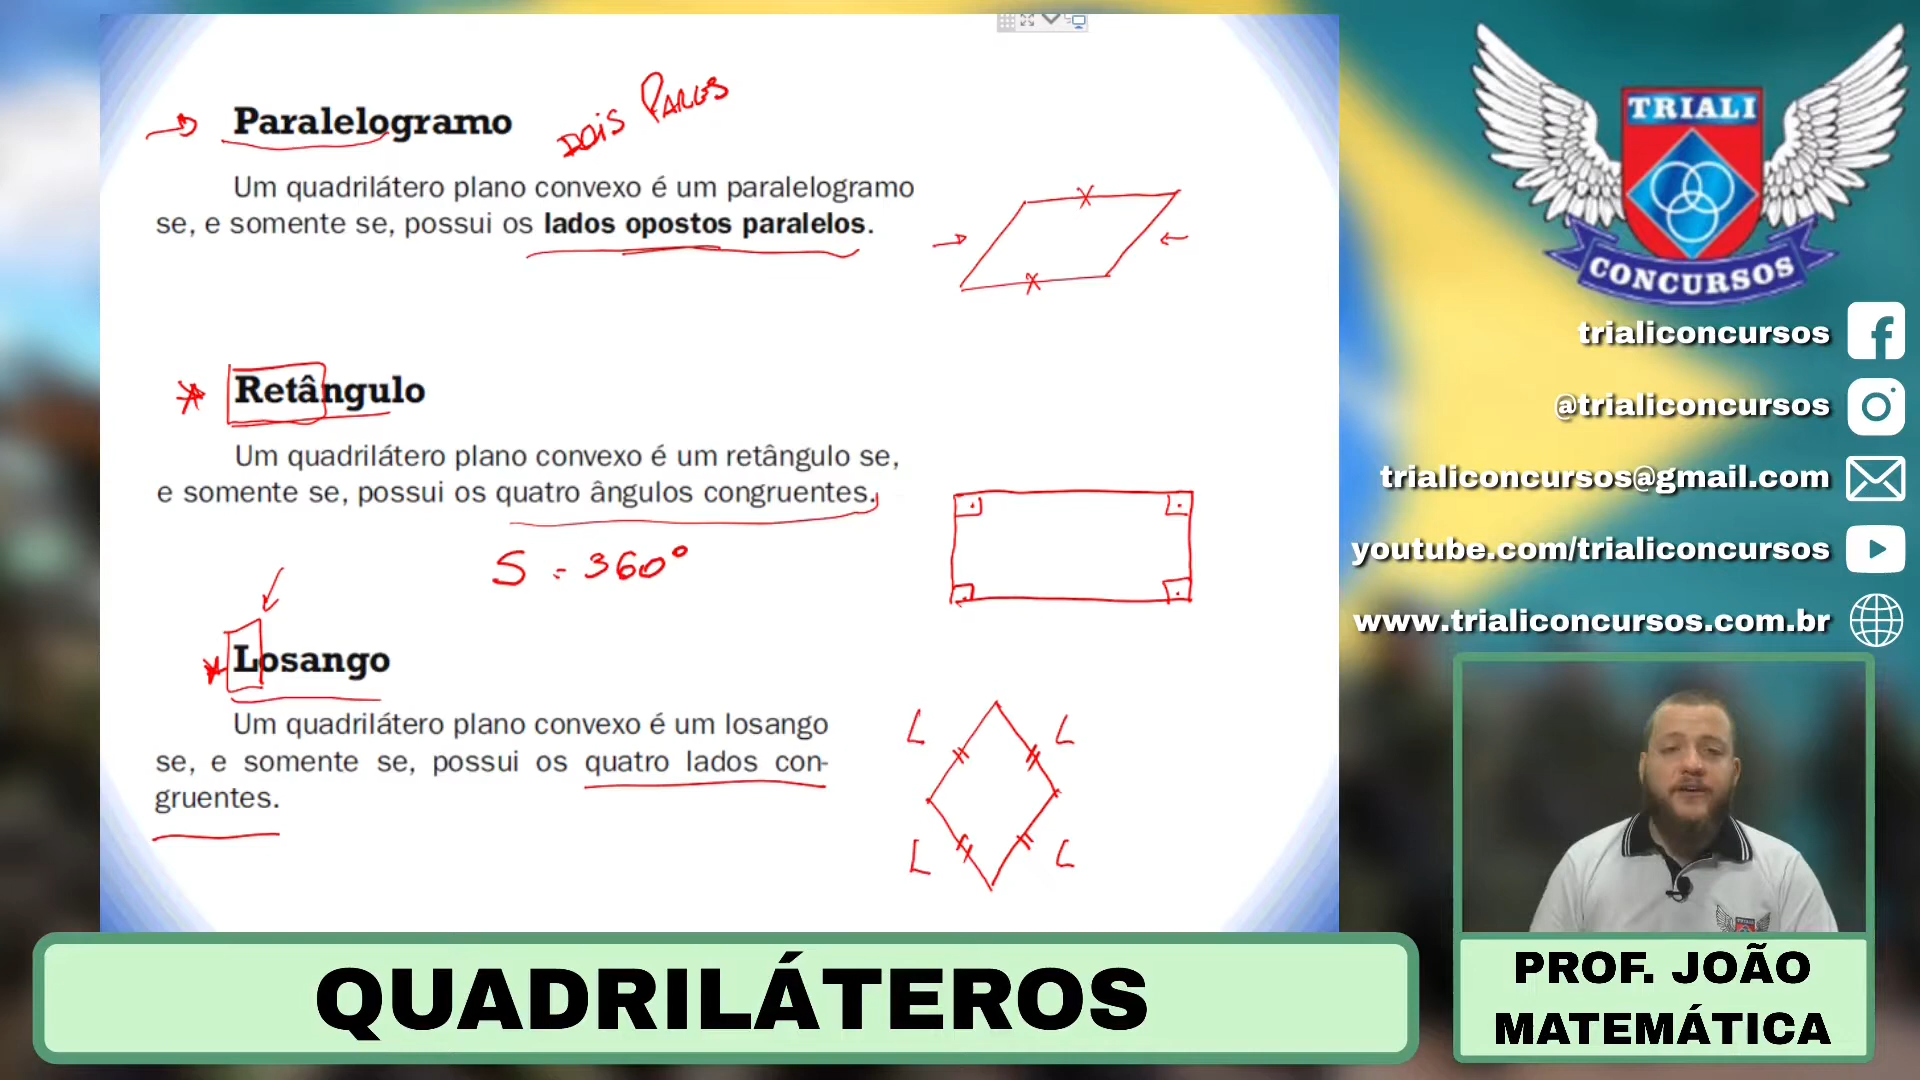 Paralelogramo
DOIS PARES
Um quadrilátero plano convexo é um paralelogramo
se, e somente se, possui os lados opostos paralelos.
Retângulo
Um quadrilátero plano convexo é um retângulo se,
e somente se, possui os quatro ângulos congruentes.
S = 360°
Losango
Um quadrilátero plano convexo é um losango
se, e somente se, possui os quatro lados con-
gruentes.
L L
L L
TRIALI
CONCURSOS
trialiconcursos
@trialiconcursos
trialiconcursos@gmail.com
youtube.com/trialiconcursos
www.trialiconcursos.com.br
QUADRILÁTEROS
PROF. JOÃO
MATEMÁTICA